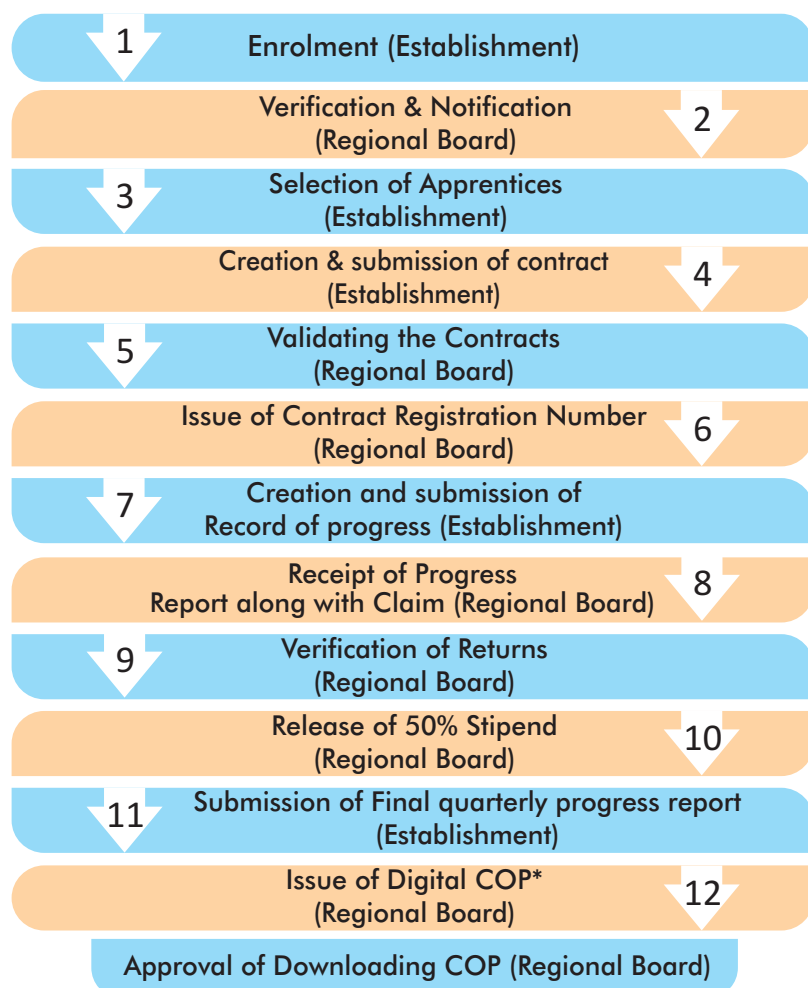 1
Enrolment (Establishment)
Verification & Notification
(Regional Board)
2
3
Selection of Apprentices
(Establishment)
Creation & submission of contract
(Establishment)
4
5
Validating the Contracts
(Regional Board)
Issue of Contract Registration Number
(Regional Board)
6
7
Creation and submission of
Record of progress (Establishment)
Receipt of Progress
Report along with Claim (Regional Board)
8
9
Verification of Returns
(Regional Board)
Release of 50% Stipend
(Regional Board)
10
11
Submission of Final quarterly progress report
(Establishment)
Issue of Digital COP*
(Regional Board)
12
Approval of Downloading COP (Regional Board)